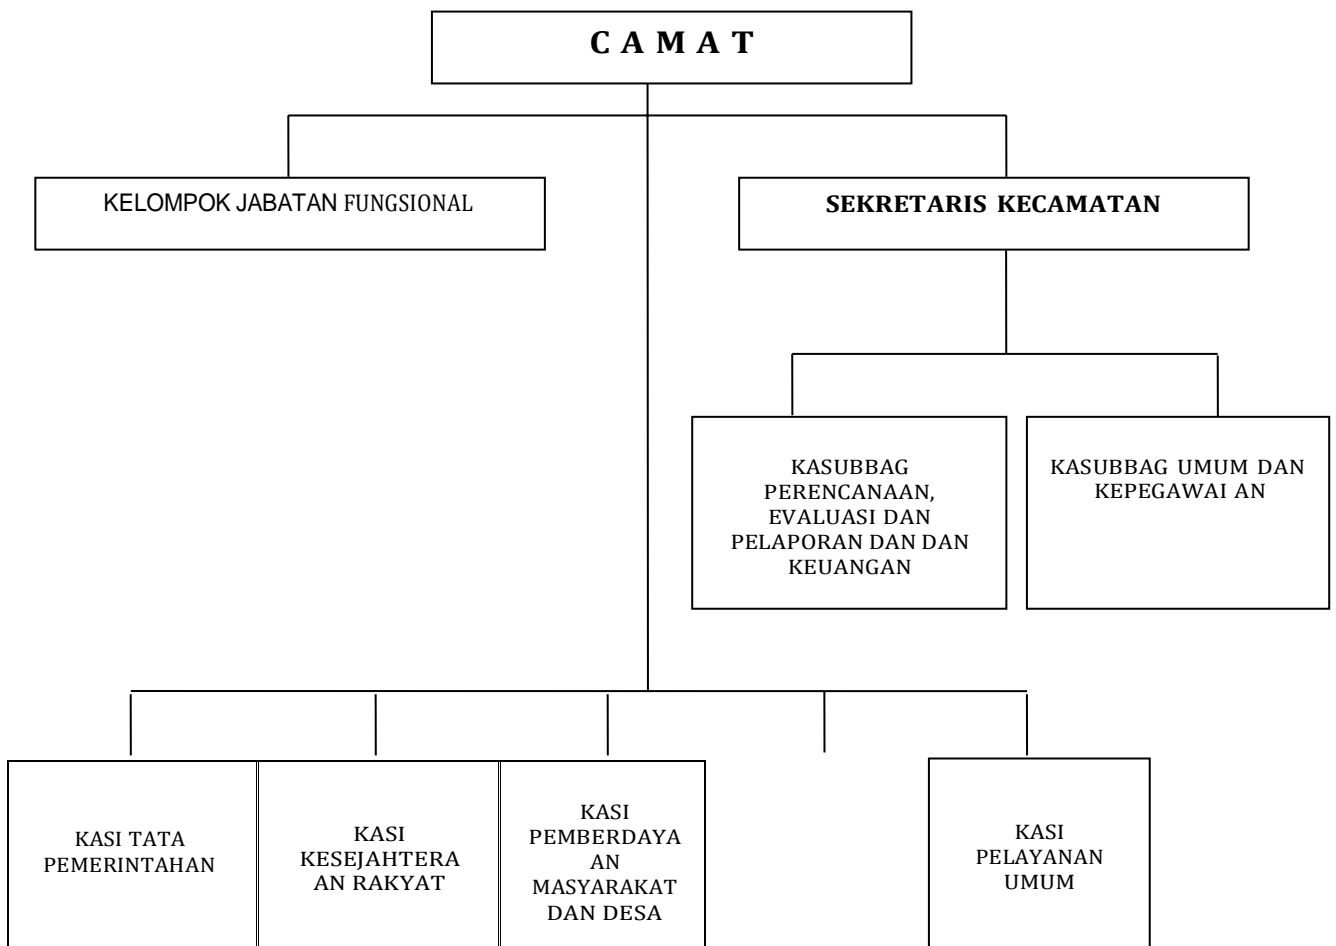 C A M A T
KELOMPOK JABATAN FUNGSIONAL
SEKRETARIS KECAMATAN
KASUBBAG
PERENCANAAN,
EVALUASI DAN
PELAPORAN DAN DAN
KEUANGAN
KASUBBAG UMUM DAN
KEPEGAWAI AN
KASI TATA
PEMERINTAHAN
KASI
KESEJAHTERA
AN RAKYAT
KASI
PEMBERDAYA
AN
MASYARAKAT
DAN DESA
KASI
PELAYANAN
UMUM